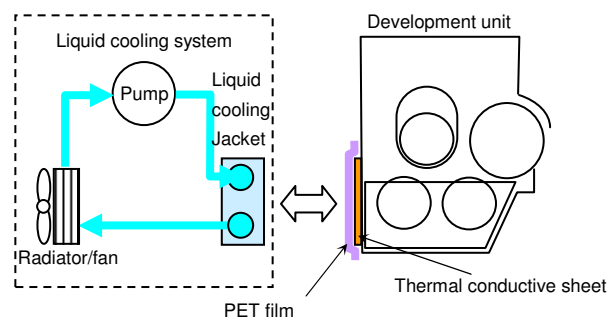 Development unit
Liquid cooling system
Liquid
cooling
Jacket
Pump
Radiator/fan
Thermal conductive sheet
PET film